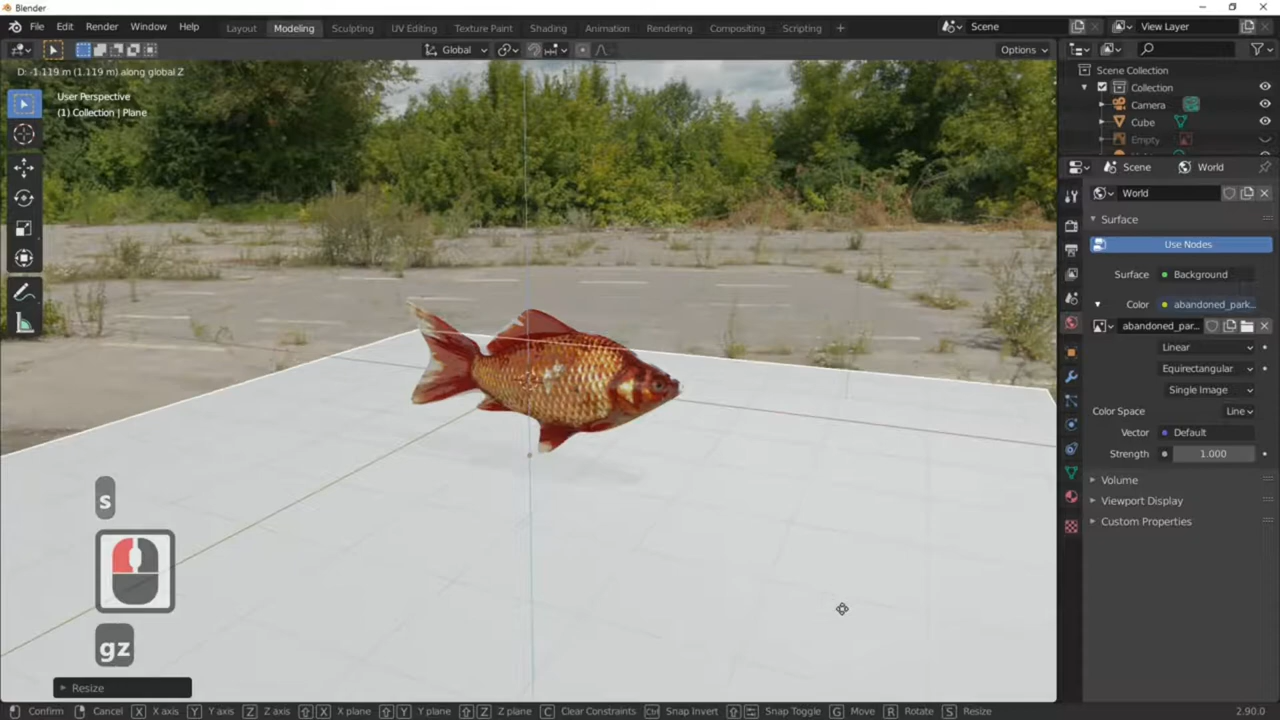 Blender
File Edit Render Window Help
Layout Modeling Sculpting UV Editing Texture Paint Shading Animation Rendering Compositing Scripting +
Scene
View Layer
Global
Options
D: -1.119 m (1.119 m) along global Z
User Perspective
(1) Collection | Plane
Scene Collection
Collection
Camera
Cube
Empty
Scene
World
World
Surface
Use Nodes
Surface
Background
Color
abandoned_park...
abandoned_par...
Linear
Equirectangular
Single Image
Color Space
Line
Vector
Default
Strength
1.000
Volume
Viewport Display
Custom Properties
s
gz
Resize
Confirm Cancel X X axis Y Y axis Z Z axis X X plane Y Y plane Z Z plane C Clear Constraints Ctrl Snap Invert Snap Toggle G Move R Rotate S Resize
2.90.0